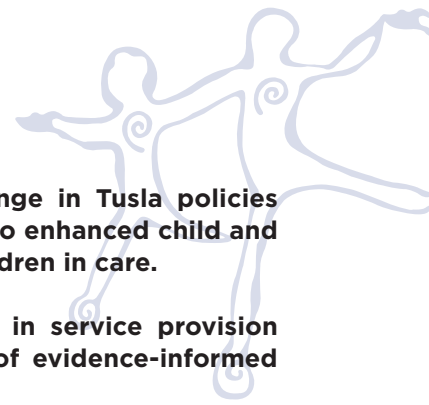 nge in Tusla policies
o enhanced child and
dren in care.
in service provision
of evidence-informed